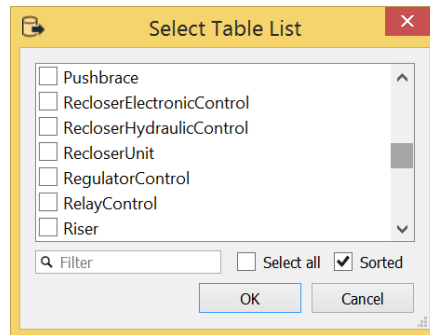 Select Table List
Pushbrace
RecloserElectronicControl
RecloserHydraulicControl
RecloserUnit
RegulatorControl
RelayControl
Riser
Filter Select all Sorted
OK Cancel